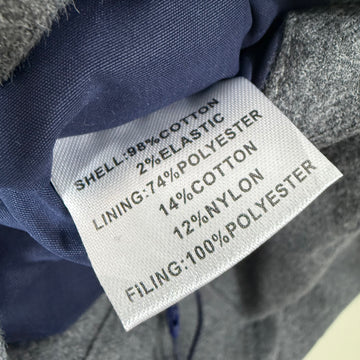 SHELL:98%COTTON
2%ELASTIC
LINING:74%POLYESTER
14%COTTON
12%NYLON
FiLING:100%POLYESTER